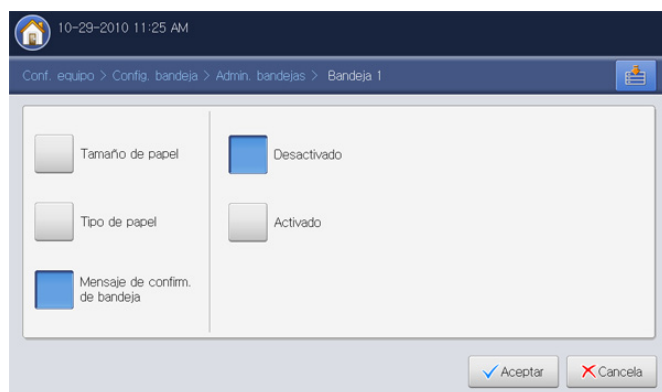 10-29-2010 11:25 AM
Conf. equipo > Config. bandeja > Admin. bandejas > Bandeja 1
Tamaño de papel
Desactivado
Tipo de papel
Activado
Mensaje de confirm.
de bandeja
Aceptar
Cancela